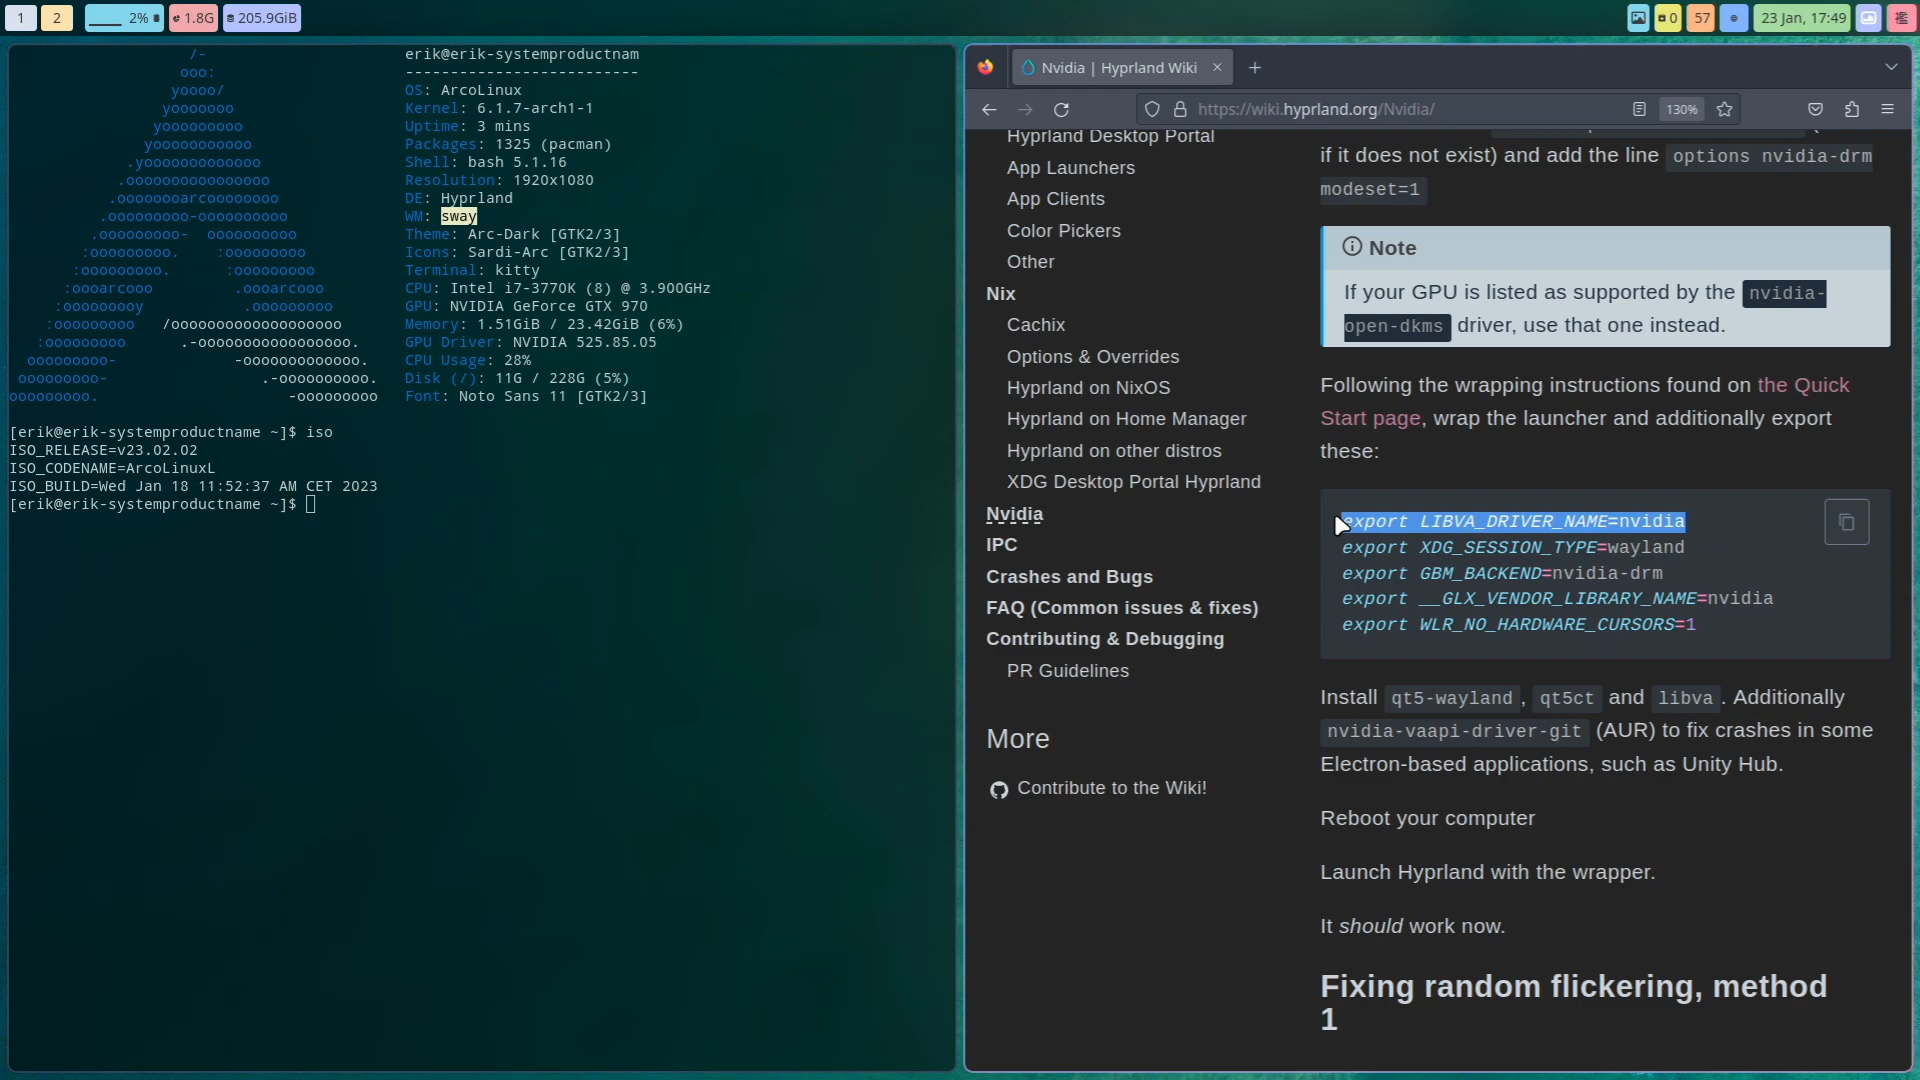 1 2 2% 1.8G 205.9GiB 0 57 23 Jan, 17:49
/-
ooo:
yoooo/
yooooooo
yooooooooo
yooooooooooo
.yooooooooooooo
.oooooooooooooooo
.oooooooarcoooooooo
.ooooooooo-oooooooooo
.ooooooooo-  oooooooooo
:ooooooooo.     :ooooooooo
:ooooooooo.       :ooooooooo
:oooarcooo         .oooarcooo
:ooooooooy           .ooooooooo
:ooooooooo   /ooooooooooooooooooo
:ooooooooo      .-ooooooooooooooooo.
ooooooooo-             -ooooooooooooo.
ooooooooo-                 .-oooooooooo.
ooooooooo.                     -ooooooooo
erik@erik-systemproductnam
--------------------------
OS: ArcoLinux
Kernel: 6.1.7-arch1-1
Uptime: 3 mins
Packages: 1325 (pacman)
Shell: bash 5.1.16
Resolution: 1920x1080
DE: Hyprland
WM: sway
Theme: Arc-Dark [GTK2/3]
Icons: Sardi-Arc [GTK2/3]
Terminal: kitty
CPU: Intel i7-3770K (8) @ 3.900GHz
GPU: NVIDIA GeForce GTX 970
Memory: 1.51GiB / 23.42GiB (6%)
GPU Driver: NVIDIA 525.85.05
CPU Usage: 28%
Disk (/): 11G / 228G (5%)
Font: Noto Sans 11 [GTK2/3]
[erik@erik-systemproductname ~]$ iso
ISO_RELEASE=v23.02.02
ISO_CODENAME=ArcoLinuxL
ISO_BUILD=Wed Jan 18 11:52:37 AM CET 2023
[erik@erik-systemproductname ~]$
Nvidia | Hyprland Wiki
https://wiki.hyprland.org/Nvidia/ 130%
Hyprland Desktop Portal
App Launchers
App Clients
Color Pickers
Other
Nix
Cachix
Options & Overrides
Hyprland on NixOS
Hyprland on Home Manager
Hyprland on other distros
XDG Desktop Portal Hyprland
Nvidia
IPC
Crashes and Bugs
FAQ (Common issues & fixes)
Contributing & Debugging
PR Guidelines
More
Contribute to the Wiki!
if it does not exist) and add the line options nvidia-drm
modeset=1
Note
If your GPU is listed as supported by the nvidia-
open-dkms driver, use that one instead.
Following the wrapping instructions found on the Quick
Start page, wrap the launcher and additionally export
these:
export LIBVA_DRIVER_NAME=nvidia
export XDG_SESSION_TYPE=wayland
export GBM_BACKEND=nvidia-drm
export __GLX_VENDOR_LIBRARY_NAME=nvidia
export WLR_NO_HARDWARE_CURSORS=1
Install qt5-wayland, qt5ct and libva. Additionally
nvidia-vaapi-driver-git (AUR) to fix crashes in some
Electron-based applications, such as Unity Hub.
Reboot your computer
Launch Hyprland with the wrapper.
It should work now.
Fixing random flickering, method
1